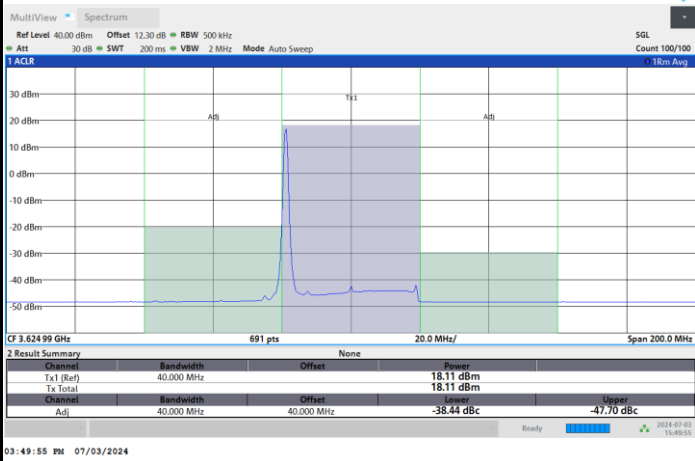 MultiView Spectrum
Ref Level 40.00 dBm Offset 12.30 dB RBW 500 kHz SGL
Att 30 dB SWT 200 ms VBW 2 MHz Mode Auto Sweep Count 100/100
1 ACLR 1Rm Avg
30 dBm
Tx1
20 dBm
Adj Adj
10 dBm
0 dBm
-10 dBm
-20 dBm
-30 dBm
-40 dBm
-50 dBm
CF 3.624 99 GHz 691 pts 20.0 MHz/ Span 200.0 MHz
2 Result Summary None
Channel Bandwidth Offset Power
Tx1 (Ref) 40.000 MHz 18.11 dBm
Tx Total 18.11 dBm
Channel Bandwidth Offset Lower Upper
Adj 40.000 MHz 40.000 MHz -38.44 dBc -47.70 dBc
Ready 2024-07-03
15:49:55
03:49:55 PM 07/03/2024